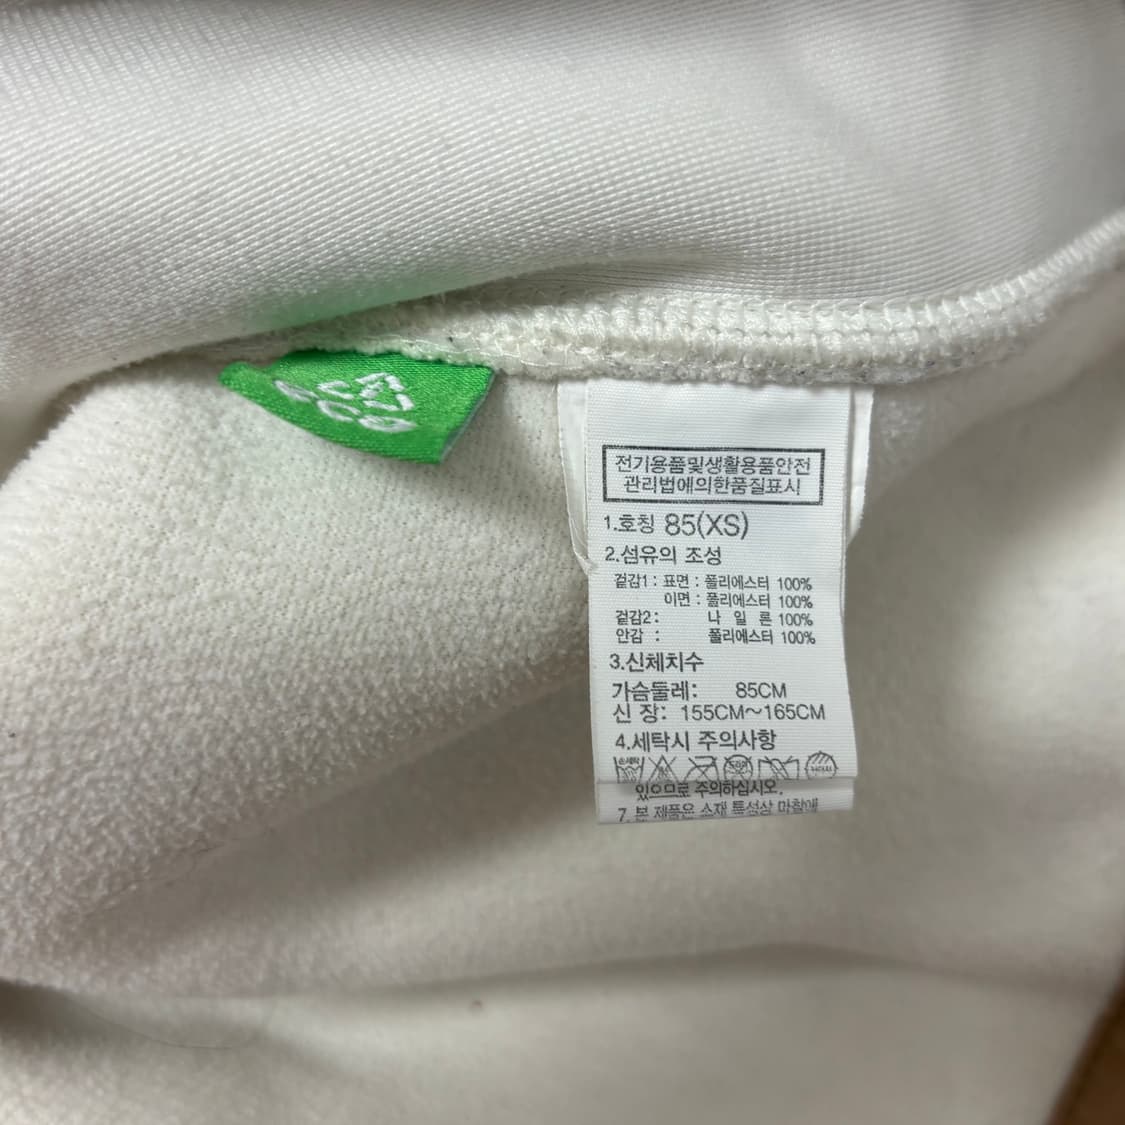 전기용품및생활용품안전
관리법에의한품질표시
1.호칭 85(XS)
2.섬유의 조성
겉감1: 표면: 폴리에스터 100%
이면: 폴리에스터 100%
겉감2: 나 일 론 100%
안감 : 폴리에스터 100%
3.신체치수
가슴둘레: 85CM
신 장: 155CM~165CM
4.세탁시 주의사항
손세탁
있으므로 주의하십시오.
7. 본 제품은 소재 특성상 마찰에